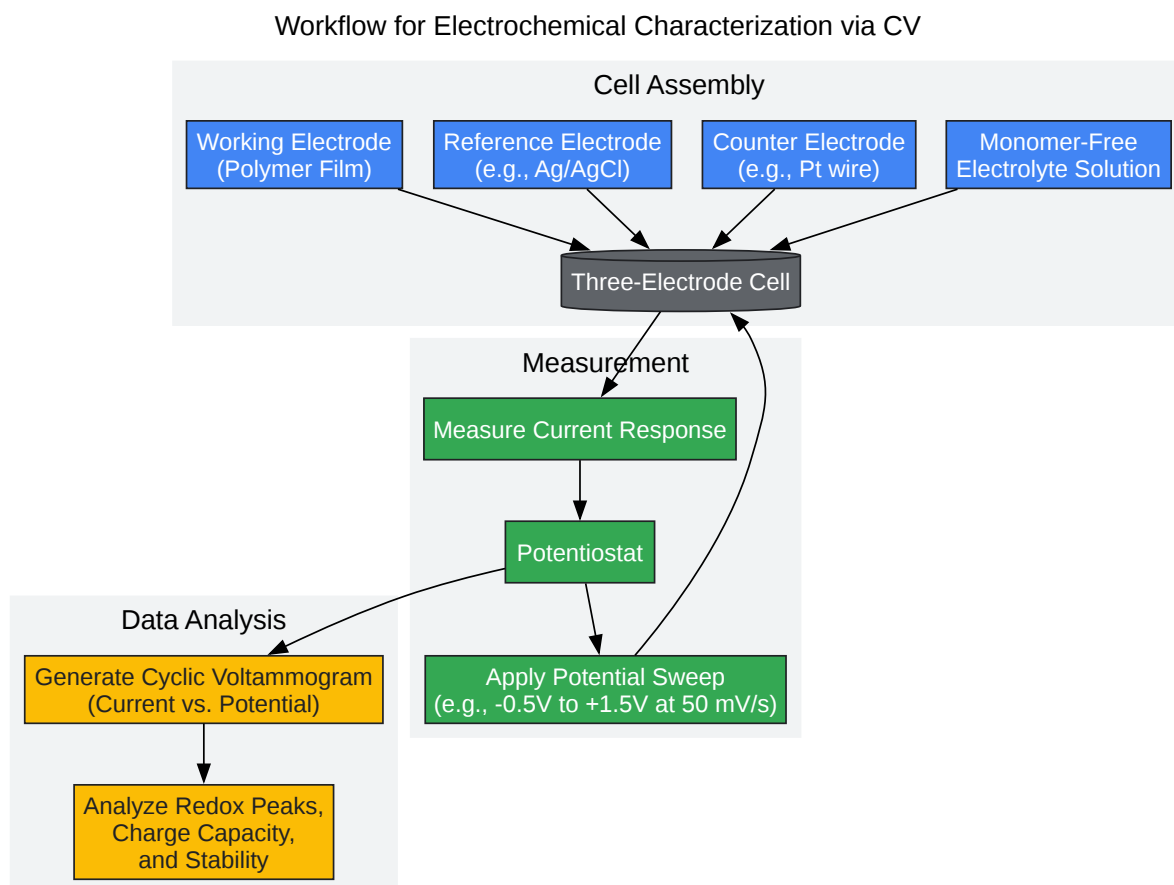 Workflow for Electrochemical Characterization via CV
Cell Assembly
Working Electrode
(Polymer Film)
Reference Electrode
(e.g., Ag/AgCl)
Counter Electrode
(e.g., Pt wire)
Monomer-Free
Electrolyte Solution
Three-Electrode Cell
Measurement
Measure Current Response
Potentiostat
Apply Potential Sweep
(e.g., -0.5V to +1.5V at 50 mV/s)
Data Analysis
Generate Cyclic Voltammogram
(Current vs. Potential)
Analyze Redox Peaks,
Charge Capacity,
and Stability